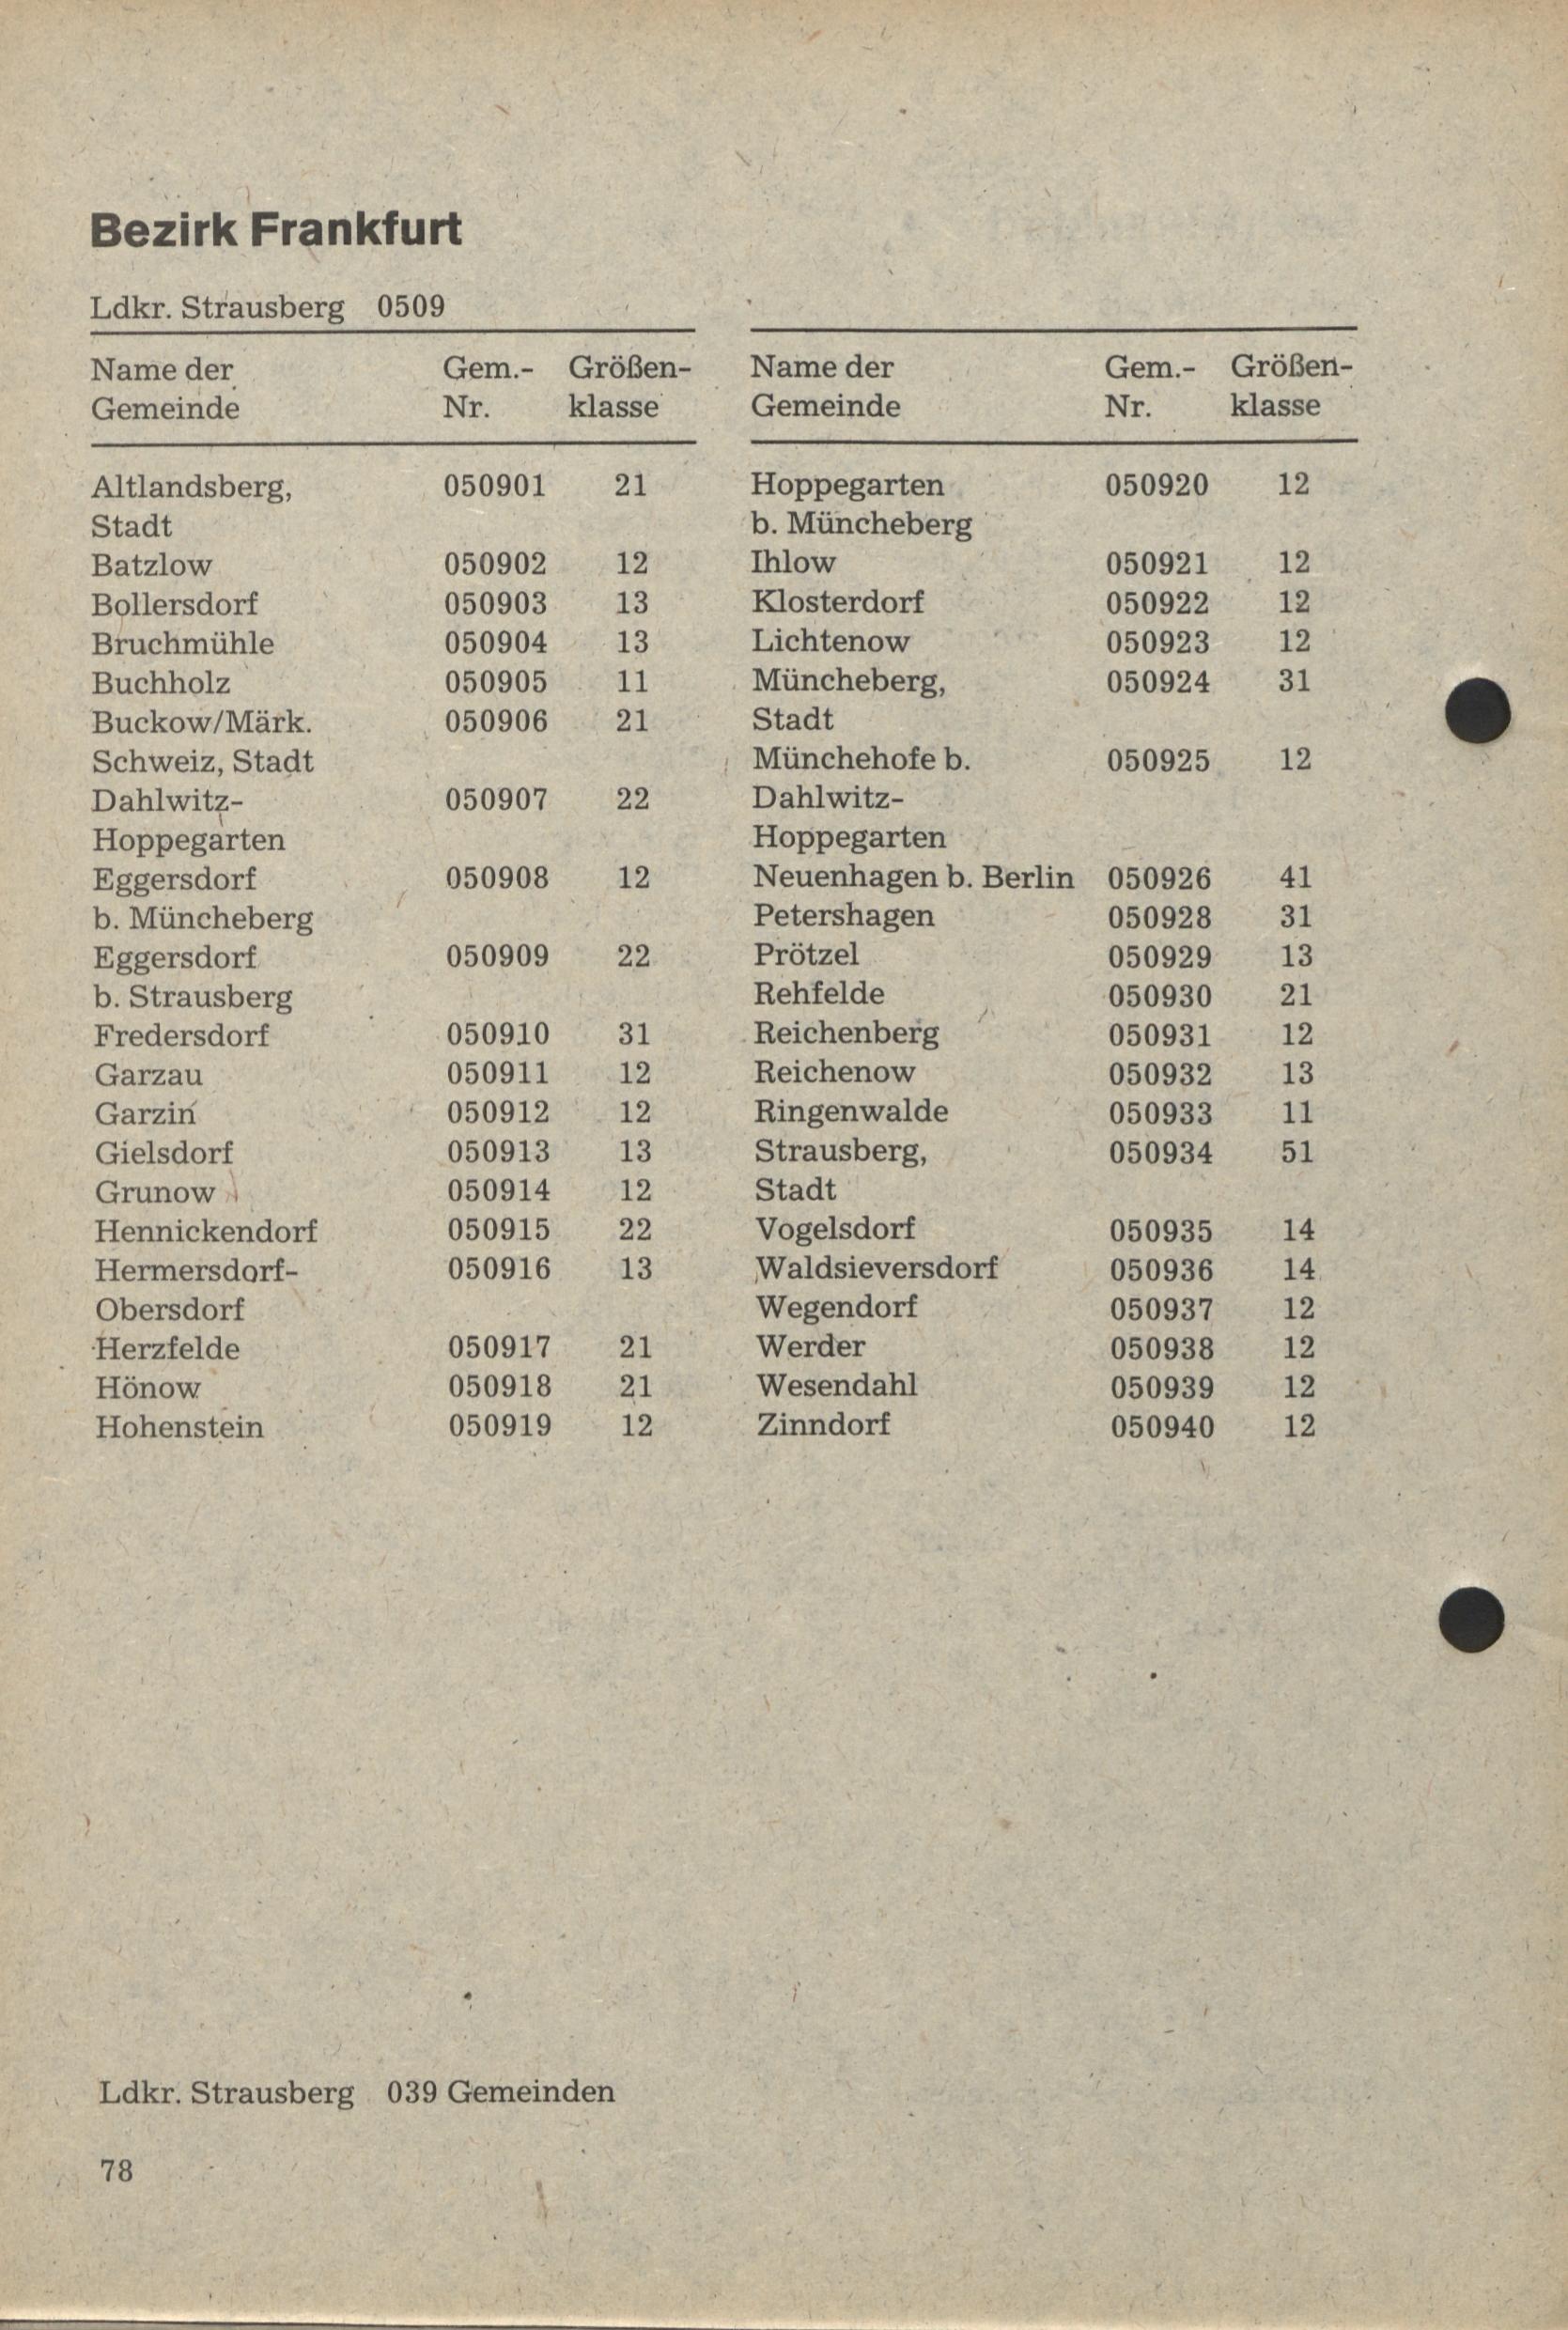 Bezirk Frankfurt
Ldkr. Strausberg 0509
Name der Gem.- Größen-
Gemeinde Nr. klasse
Altlandsberg, 050901 21
Stadt
Batzlow 050902 12
Bollersdorf 050903 13
Bruchmühle 050904 13
Buchholz 050905 11
Buckow/Märk. 050906 21
Schweiz, Stadt
Dahlwitz- 050907 22
Hoppegarten
Eggersdorf 050908 12
b. Müncheberg
Eggersdorf 050909 22
b. Strausberg
Fredersdorf 050910 31
Garzau 050911 12
Garzin 050912 12
Gielsdorf 050913 13
Grunow 050914 12
Hennickendorf 050915 22
Hermersdorf- 050916 13
Obersdorf
Herzfelde 050917 21
Hönow 050918 21
Hohenstein 050919 12
Name der Gem.- Größen-
Gemeinde Nr. klasse
Hoppegarten 050920 12
b. Müncheberg
Ihlow 050921 12
Klosterdorf 050922 12
Lichtenow 050923 12
Müncheberg, 050924 31
Stadt
Münchehofe b. 050925 12
Dahlwitz-
Hoppegarten
Neuenhagen b. Berlin 050926 41
Petershagen 050928 31
Prötzel 050929 13
Rehfelde 050930 21
Reichenberg 050931 12
Reichenow 050932 13
Ringenwalde 050933 11
Strausberg, 050934 51
Stadt
Vogelsdorf 050935 14
Waldsieversdorf 050936 14
Wegendorf 050937 12
Werder 050938 12
Wesendahl 050939 12
Zinndorf 050940 12
Ldkr. Strausberg 039 Gemeinden
78